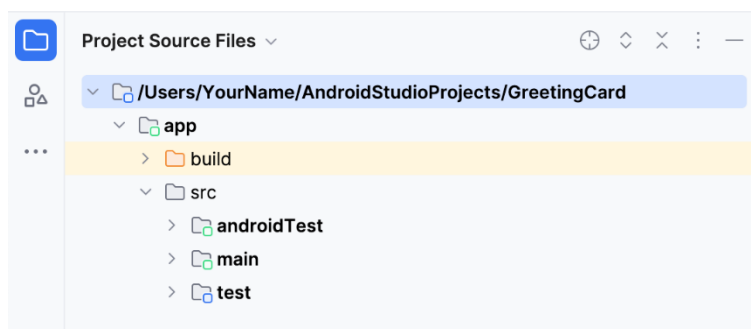 Project Source Files
/Users/YourName/AndroidStudioProjects/GreetingCard
app
build
src
androidTest
main
test